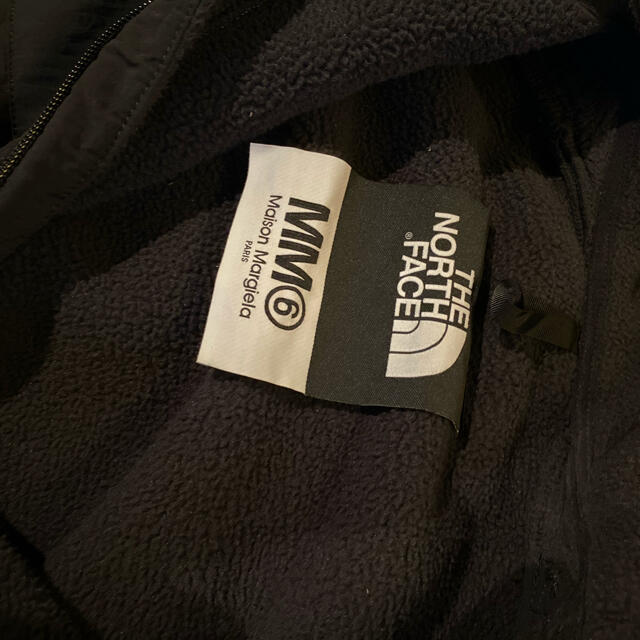 MM⑥
Maison Margiela
PARIS
THE
NORTH
FACE®